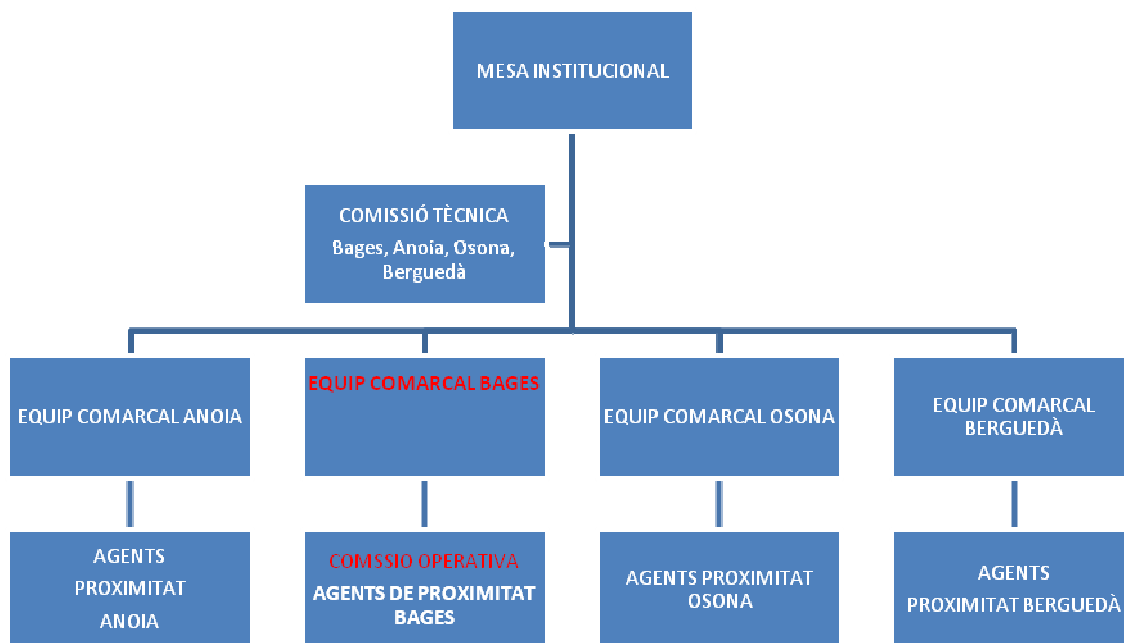 MESA INSTITUCIONAL
COMISSIÓ TÈCNICA
Bages, Anoia, Osona,
Berguedà
EQUIP COMARCAL ANOIA
EQUIP COMARCAL BAGES
EQUIP COMARCAL OSONA
EQUIP COMARCAL
BERGUEDÀ
AGENTS
PROXIMITAT
ANOIA
COMSSIO OPERATIVA
AGENTS DE PROXIMITAT
BAGES
AGENTS PROXIMITAT
OSONA
AGENTS
PROXIMITAT BERGUEDÀ